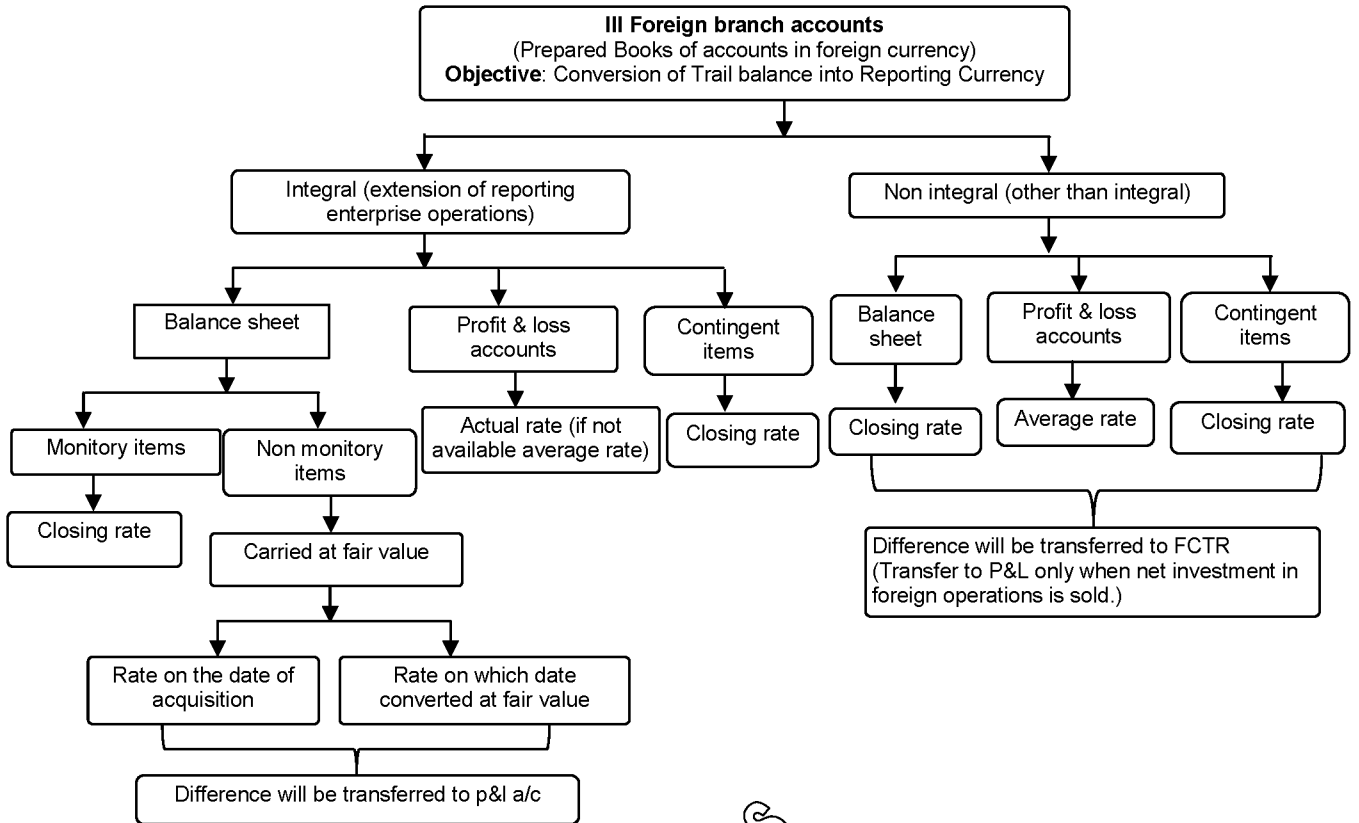 III Foreign branch accounts
(Prepared Books of accounts in foreign currency)
Objective: Conversion of Trail balance into Reporting Currency
Integral (extension of reporting
enterprise operations)
Non integral (other than integral)
Balance sheet
Profit & loss
accounts
Contingent
items
Balance
sheet
Profit & loss
accounts
Contingent
items
Monitory items
Non monitory
items
Actual rate (if not
available average rate)
Closing rate
Closing rate
Average rate
Closing rate
Closing rate
Carried at fair value
Difference will be transferred to FCTR
(Transfer to P&L only when net investment in
foreign operations is sold.)
Rate on the date of
acquisition
Rate on which date
converted at fair value
Difference will be transferred to p&l a/c